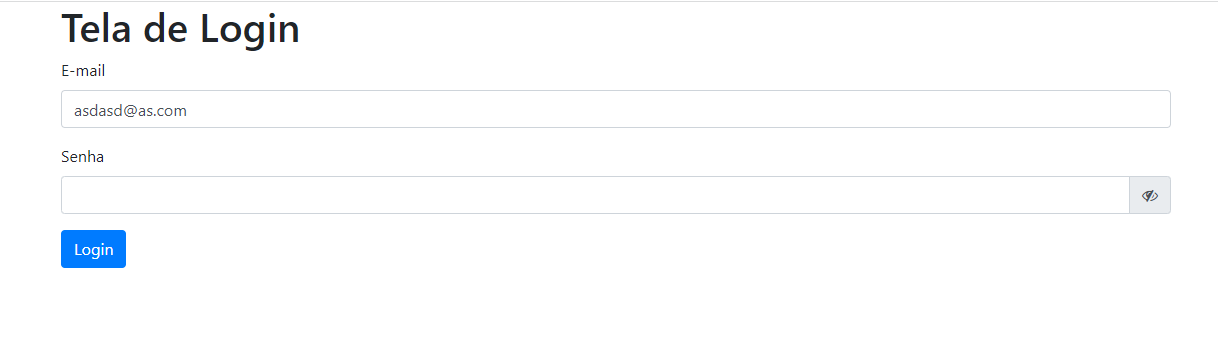 Tela de Login
E-mail
asdasd@as.com
Senha
Login